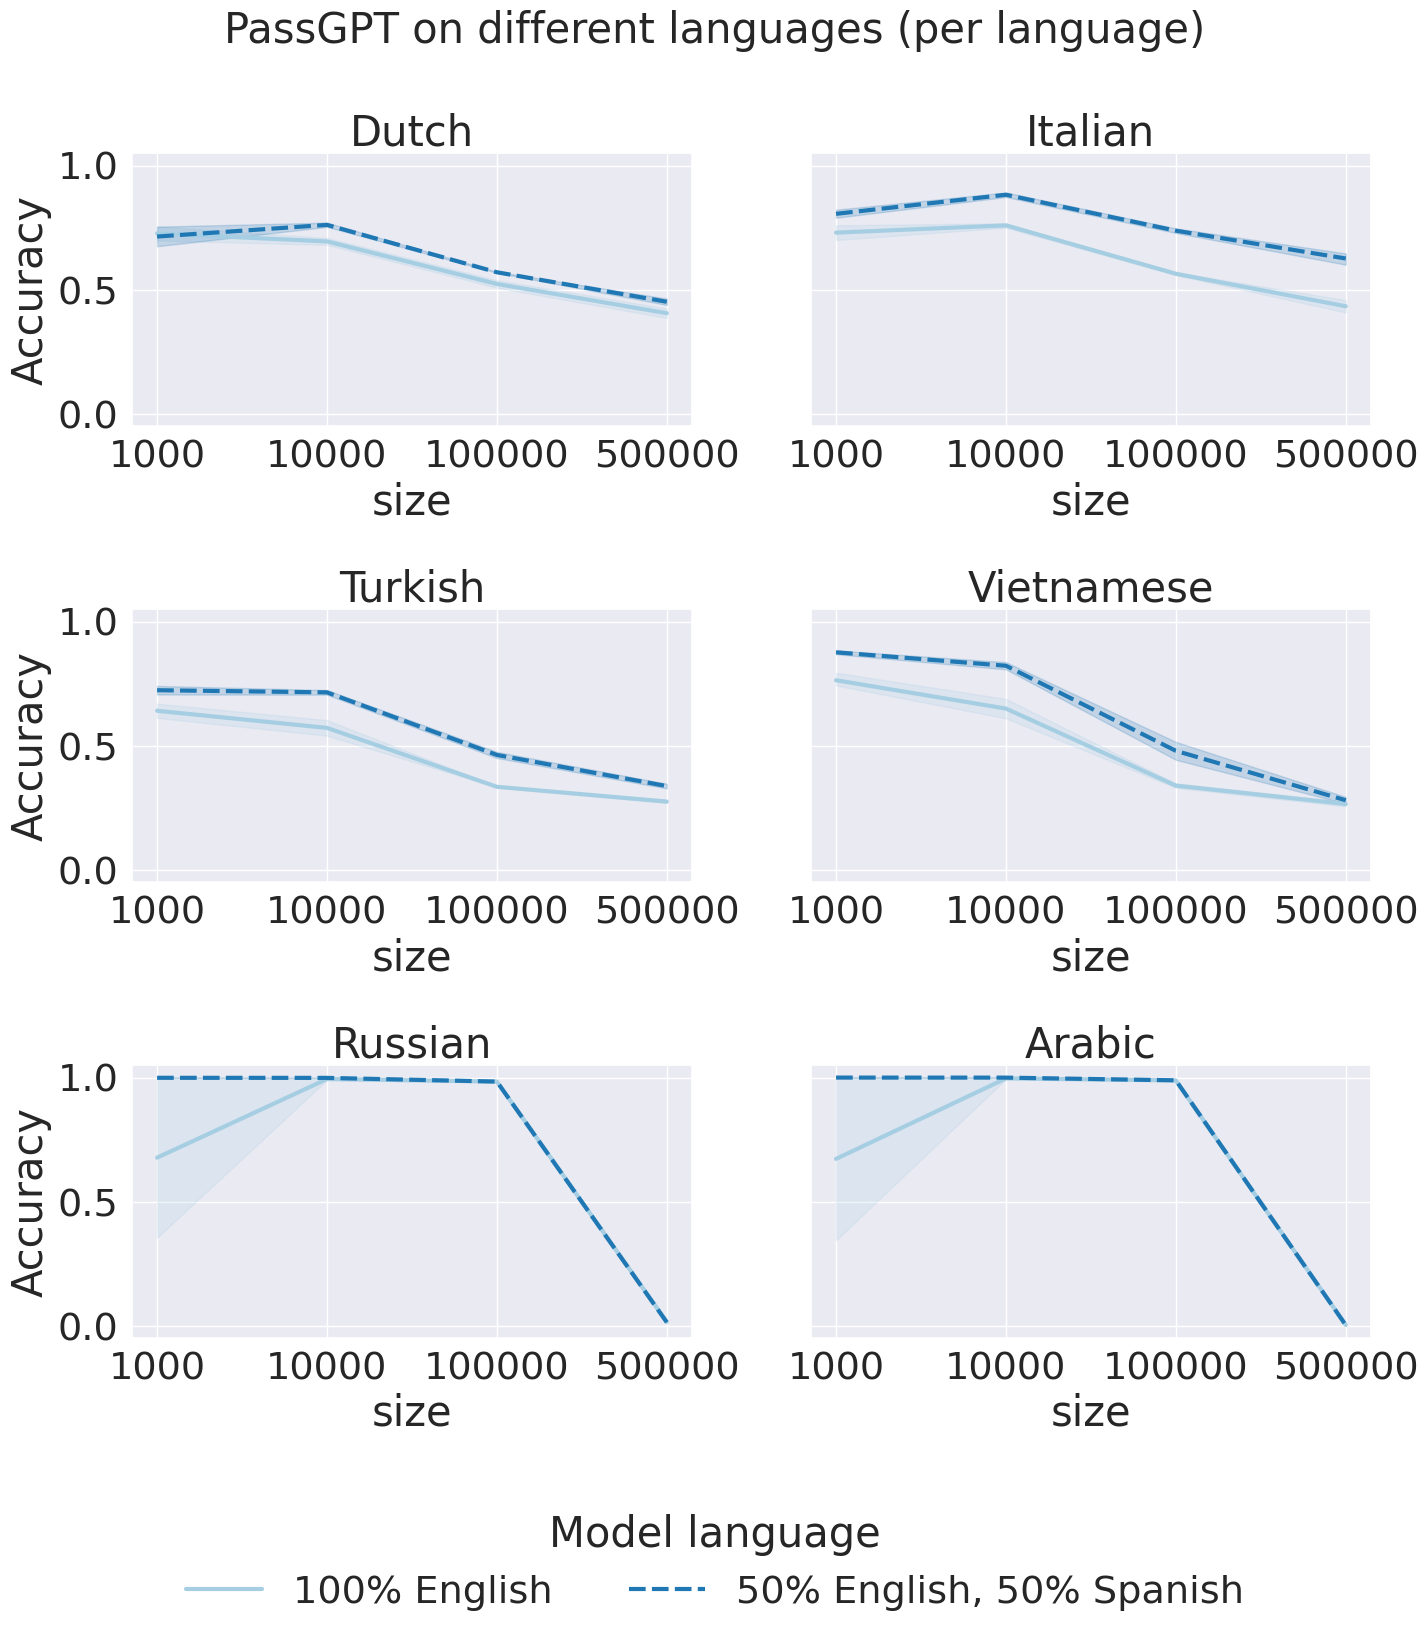 PassGPT on different languages (per language)
Dutch
Italian
Accuracy
1.0
0.5
0.0
1000 10000 100000 500000
1000 10000 100000 500000
size
size
Turkish
Vietnamese
Accuracy
1.0
0.5
0.0
1000 10000 100000 500000
1000 10000 100000 500000
size
size
Russian
Arabic
Accuracy
1.0
0.5
0.0
1000 10000 100000 500000
1000 10000 100000 500000
size
size
Model language
100% English
50% English, 50% Spanish